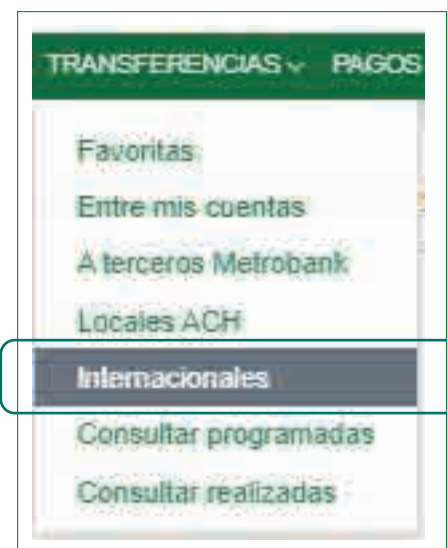 TRANSFERENCIAS PAGOS
Favoritas
Entre mis cuentas
A terceros Metrobank
Locales ACH
Internacionales
Consultar programadas
Consultar realizadas